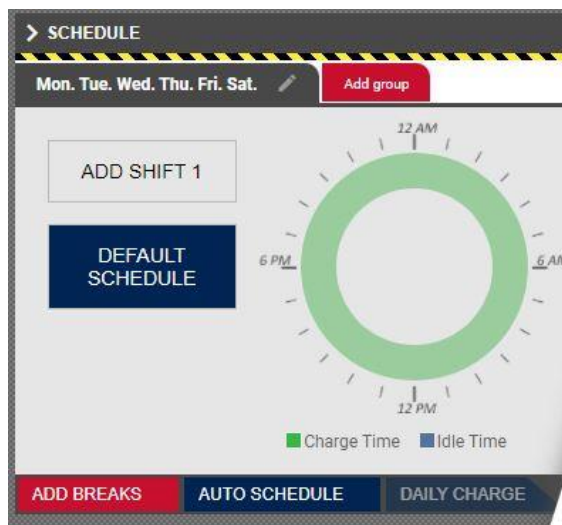 SCHEDULE
Mon. Tue. Wed. Thu. Fri. Sat.
Add group
12 AM
ADD SHIFT 1
DEFAULT
SCHEDULE
6 PM
6 AM
12 PM
Charge Time
Idle Time
ADD BREAKS
AUTO SCHEDULE
DAILY CHARGE